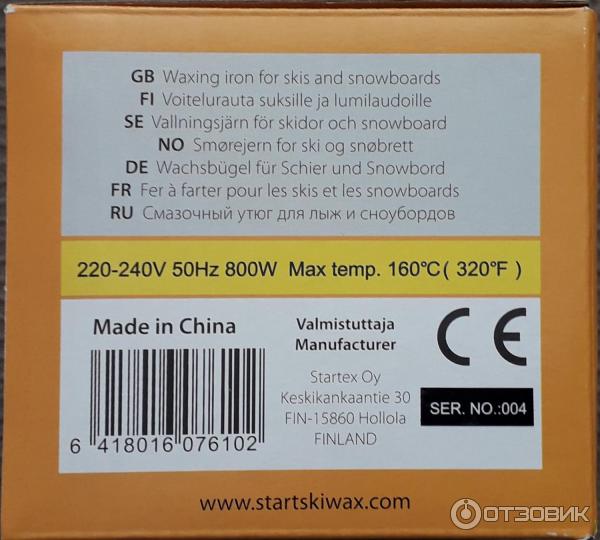 GB Waxing iron for skis and snowboards
FI Voitelurauta suksille ja lumilaudoille
SE Vallningsjärn för skidor och snowboard
NO Smørejern for ski og snøbrett
DE Wachsbügel für Schier und Snowbord
FR Fer à farter pour les skis et les snowboards
RU Смазочный утюг для лыж и сноубордов
220-240V 50Hz 800W Max temp. 160℃( 320℉ )
Made in China
6 418016 076102
Valmistuttaja
Manufacturer
Startex Oy
Keskikankaantie 30
FIN-15860 Hollola
FINLAND
CE
SER. NO.:004
www.startskiwax.com
ОТЗОВИК